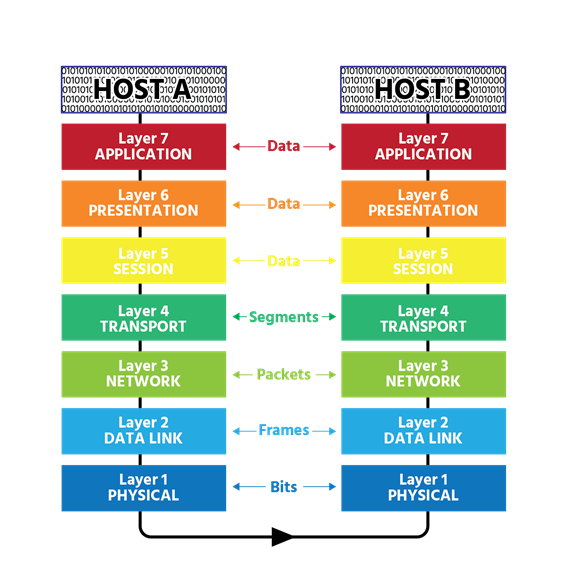 HOST A
HOST B
Layer 7
APPLICATION
Data
Layer 7
APPLICATION
Layer 6
PRESENTATION
Data
Layer 6
PRESENTATION
Layer 5
SESSION
Data
Layer 5
SESSION
Layer 4
TRANSPORT
Segments
Layer 4
TRANSPORT
Layer 3
NETWORK
Packets
Layer 3
NETWORK
Layer 2
DATA LINK
Frames
Layer 2
DATA LINK
Layer 1
PHYSICAL
Bits
Layer 1
PHYSICAL